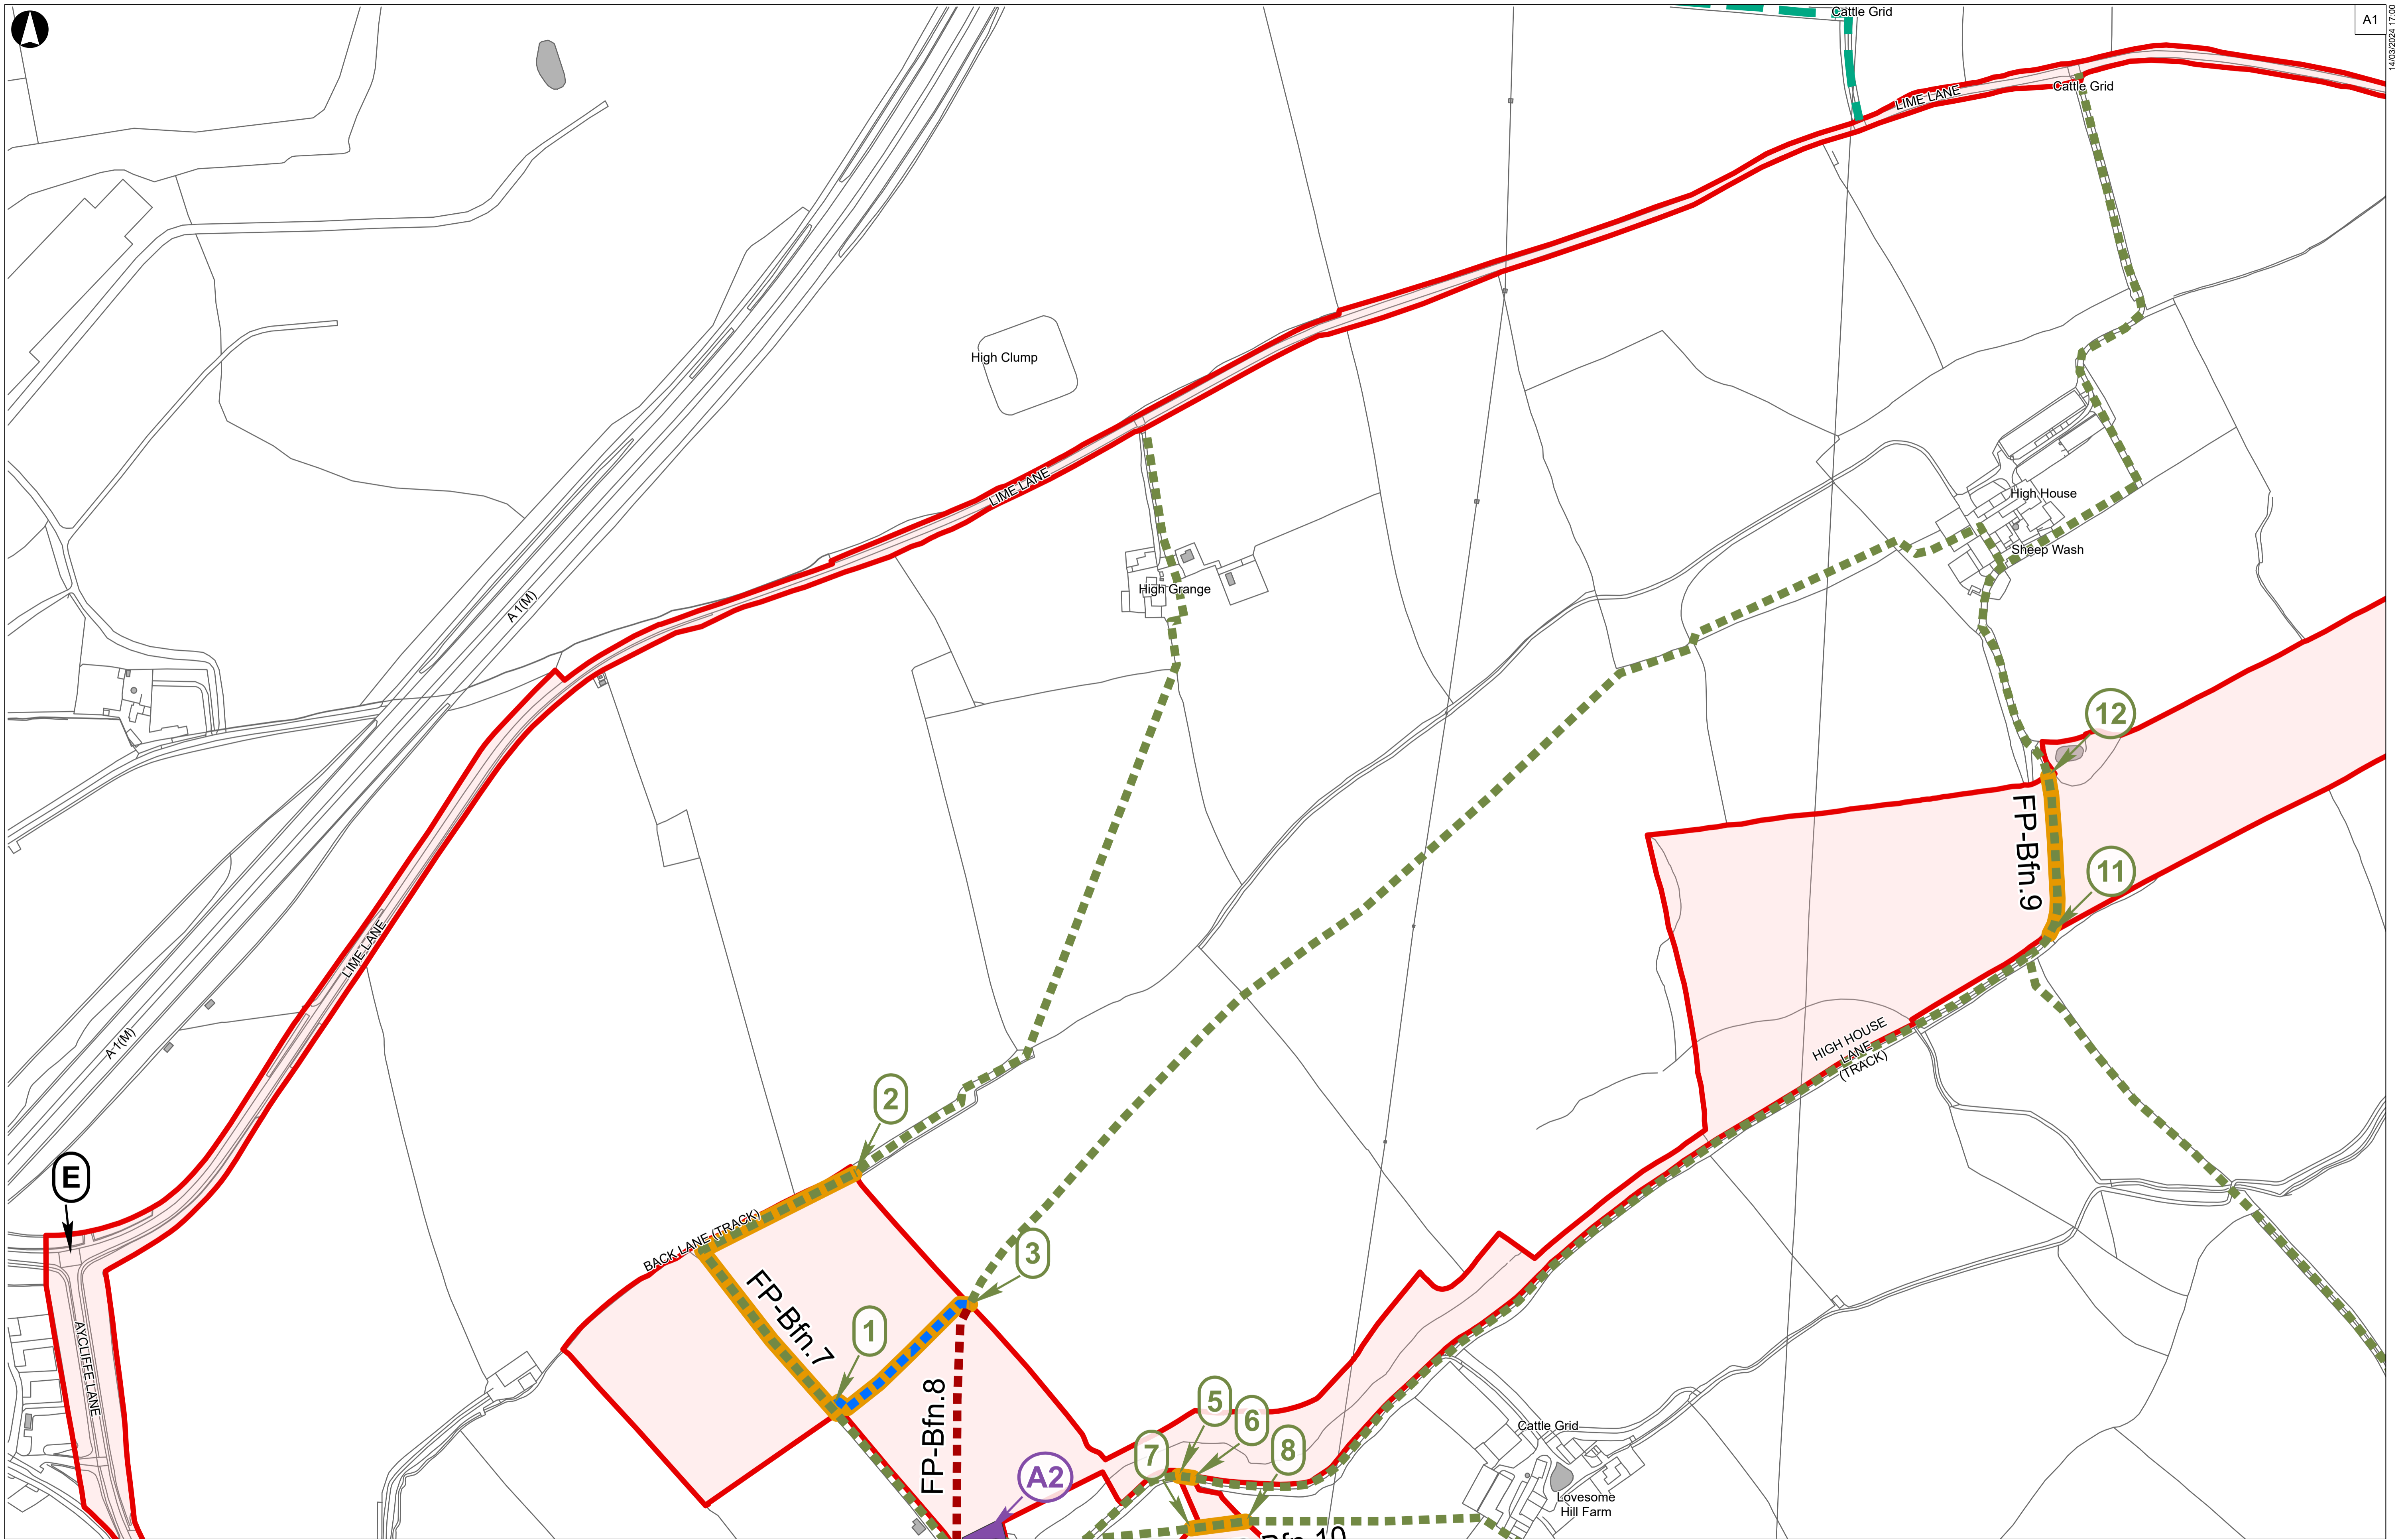 Cattle Grid
A1
14/03/2024 17:00
LIME LANE
Cattle Grid
High Clump
LIME LANE
High House
Sheep Wash
A 1(M)
High Grange
12
FP-Bfn.9
11
LIME LANE
A 1(M)
HIGH HOUSE
LANE
(TRACK)
2
E
BACK LANE (TRACK)
3
FP-Bfn.7
1
AYCLIFFE LANE
FP-Bfn.8
5
6
7
8
A2
Cattle Grid
Lovesome
Hill Farm